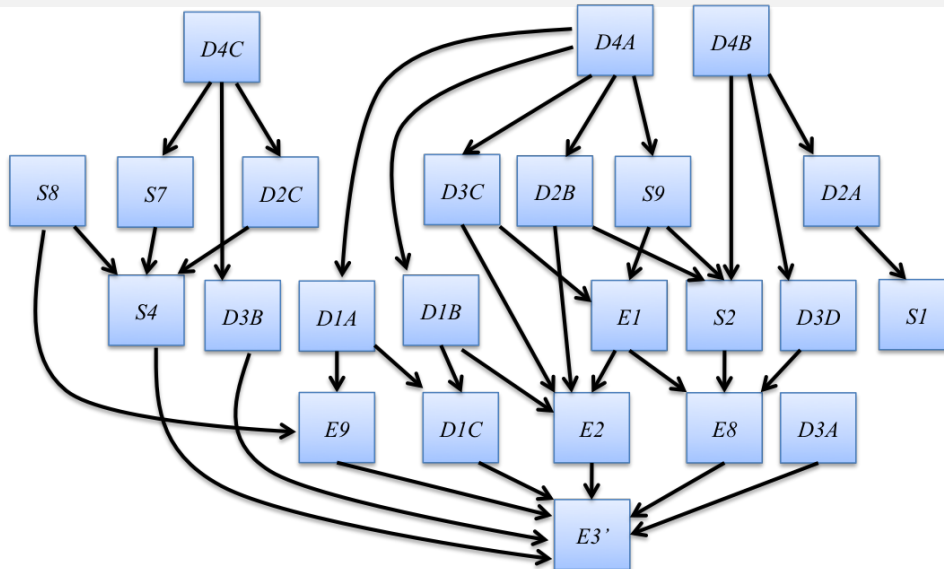 D4C
D4A
D4B
S8
S7
D2C
D3C
D2B
S9
D2A
S4
D3B
D1A
D1B
E1
S2
D3D
S1
E9
D1C
E2
E8
D3A
E3’